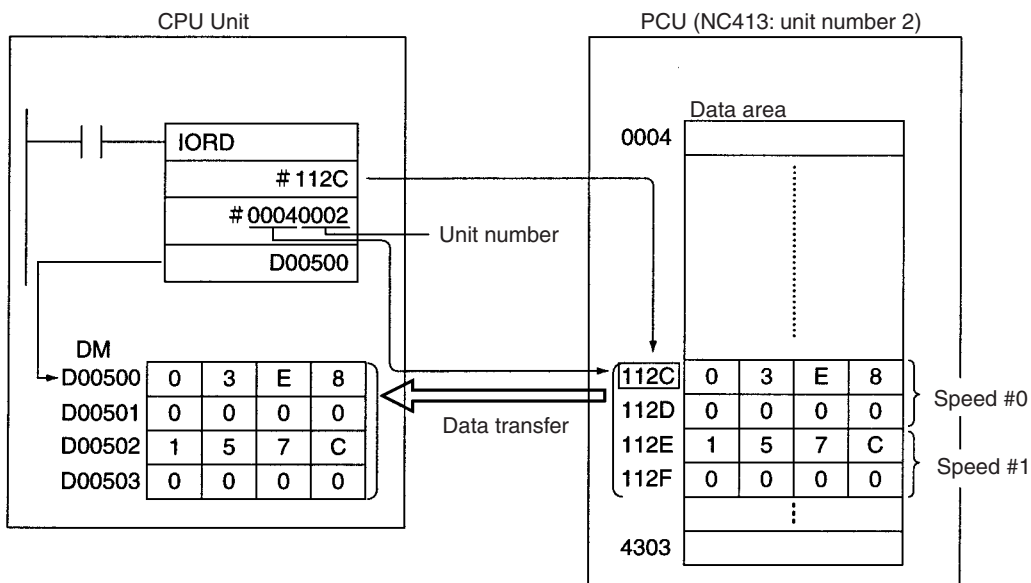 CPU Unit
PCU (NC413: unit number 2)
Data area
0004
IORD
#112C
#00040002
Unit number
D00500
DM
D00500 0 3 E 8
D00501 0 0 0 0
D00502 1 5 7 C
D00503 0 0 0 0
Data transfer
112C 0 3 E 8
112D 0 0 0 0
112E 1 5 7 C
112F 0 0 0 0
Speed #0
Speed #1
4303